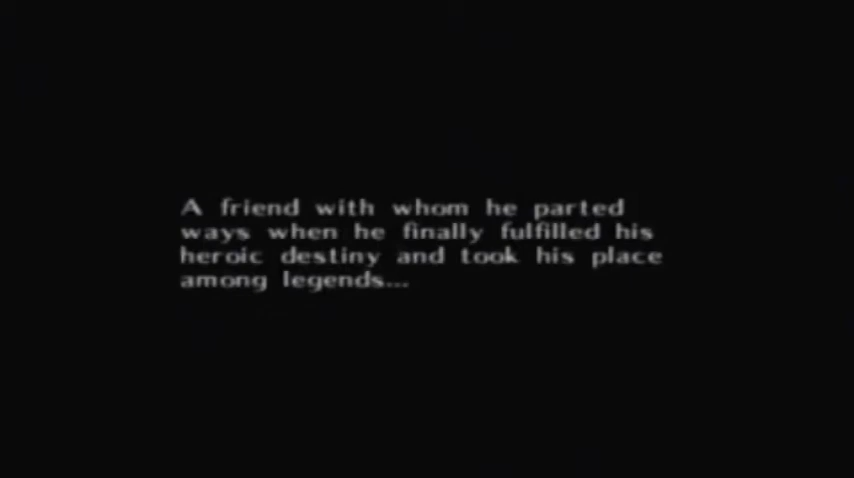 A friend with whom he parted
ways when he finally fulfilled his
heroic destiny and took his place
among legends...